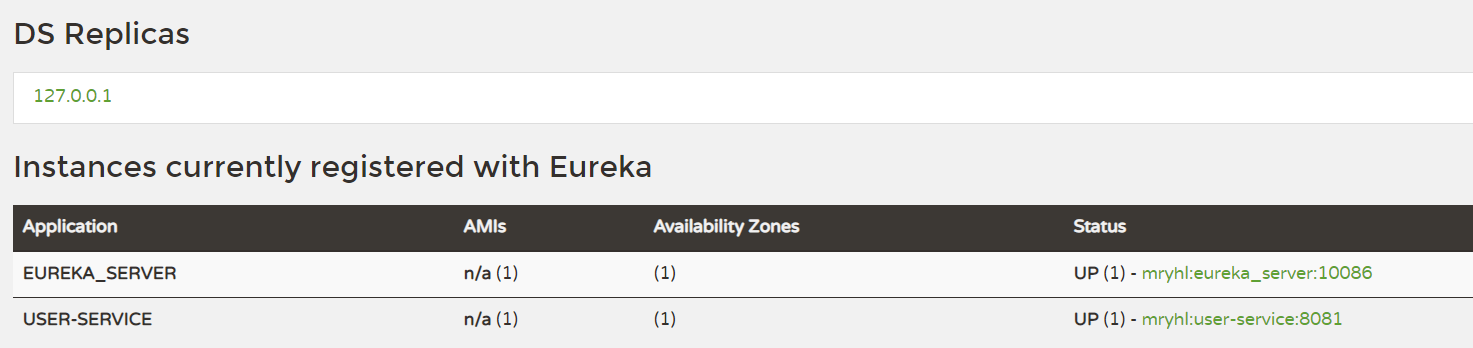 DS Replicas
127.0.0.1
Instances currently registered with Eureka
Application AMIs Availability Zones Status
EUREKA_SERVER n/a (1) (1) UP (1) - mryhl:eureka_server:10086
USER-SERVICE n/a (1) (1) UP (1) - mryhl:user-service:8081